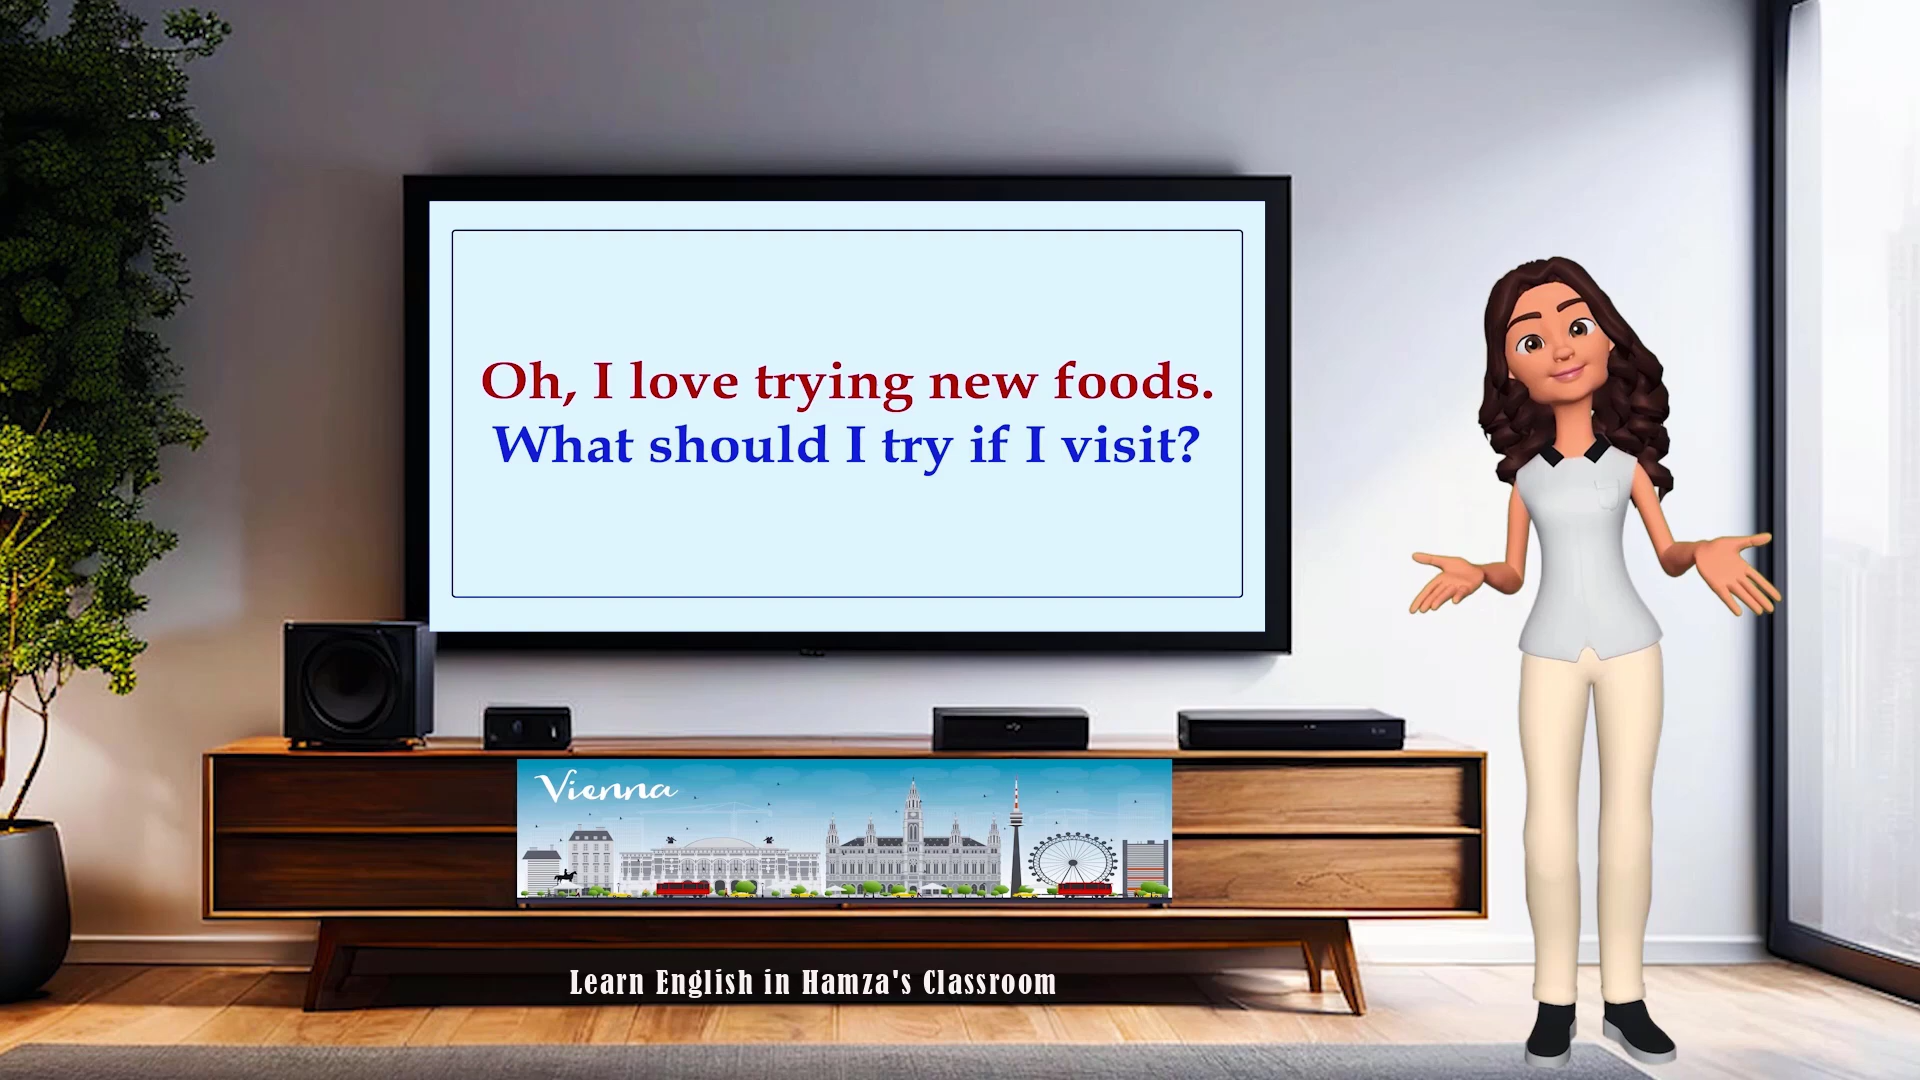 Oh, I love trying new foods.
What should I try if I visit?
Vienna
Learn English in Hamza's Classroom